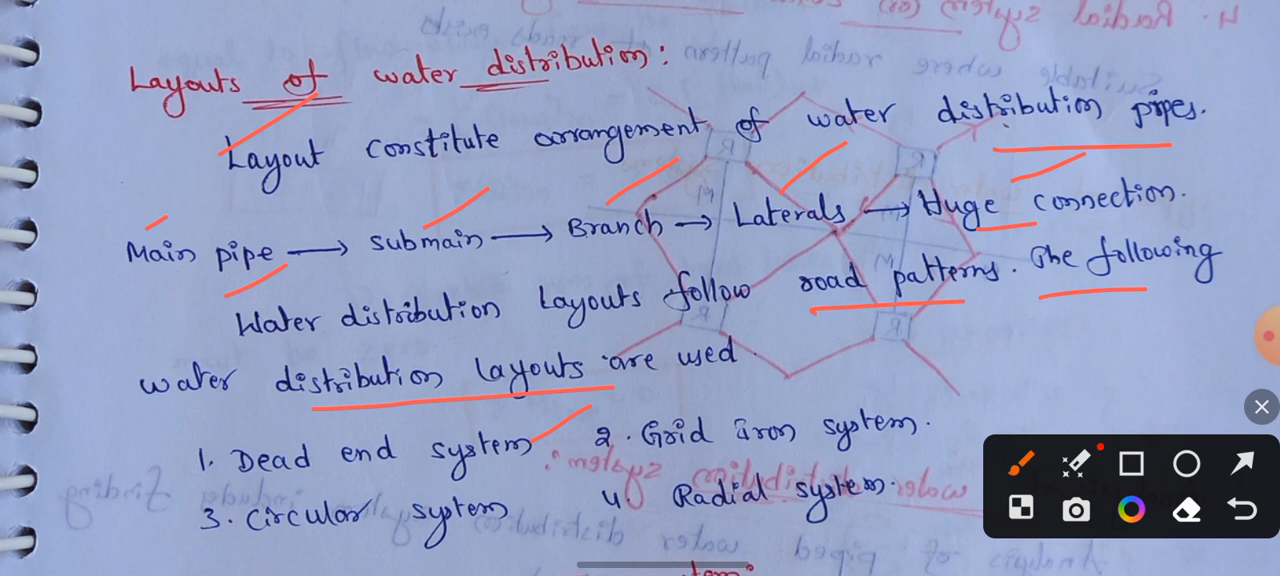 Layouts of water distribution:
Layout constitute arrangement of water distribution pipes.
Main pipe → submain → Branch → Laterals → Huge connection.
Water distribution Layouts follow road patterns. The following
water distribution layouts are used
1. Dead end system 2. Grid iron system.
3. Circular system 4. Radial system.